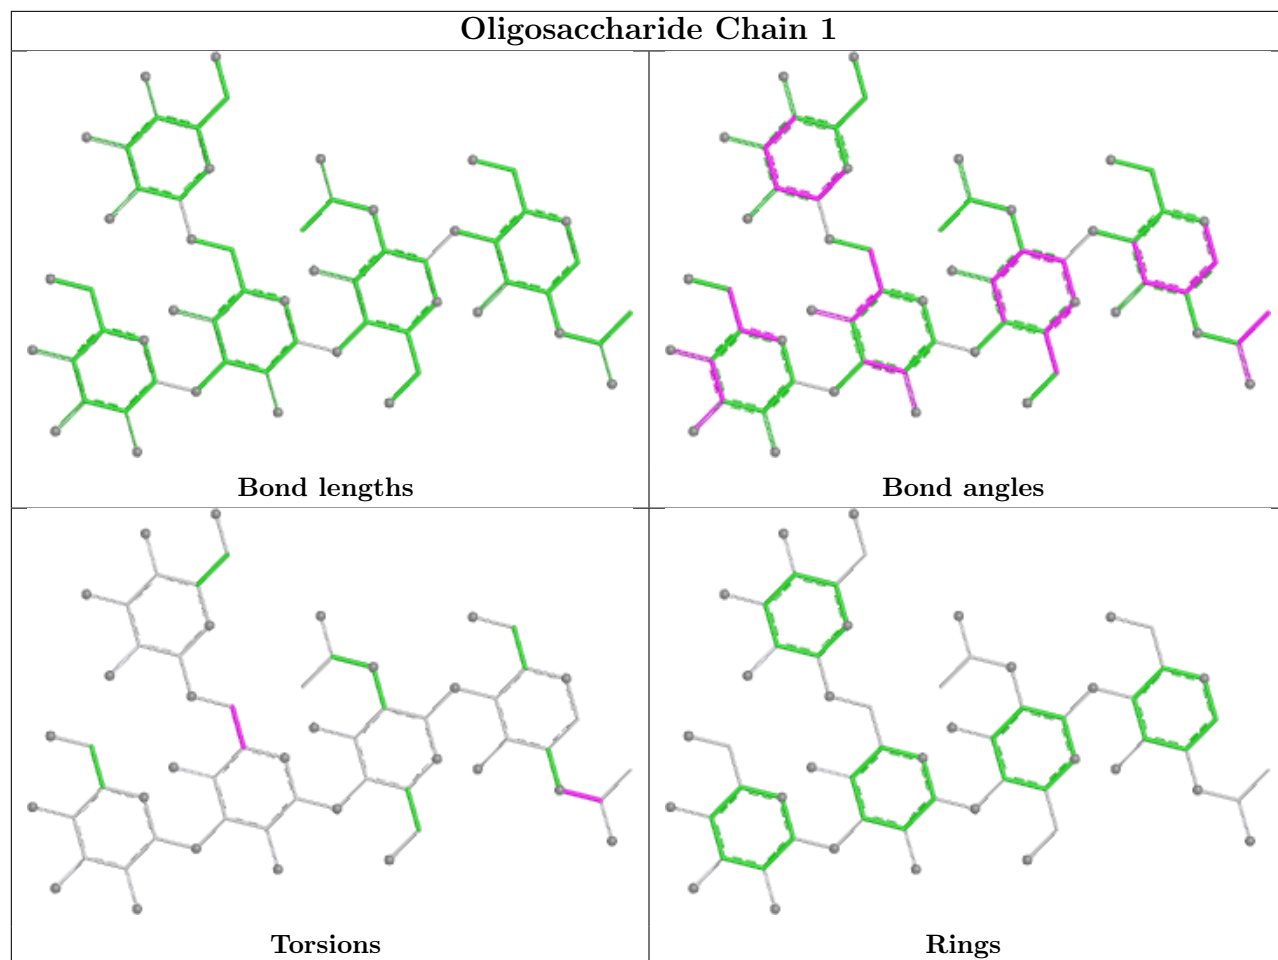 Oligosaccharide Chain 1
Bond lengths
Bond angles
Torsions
Rings